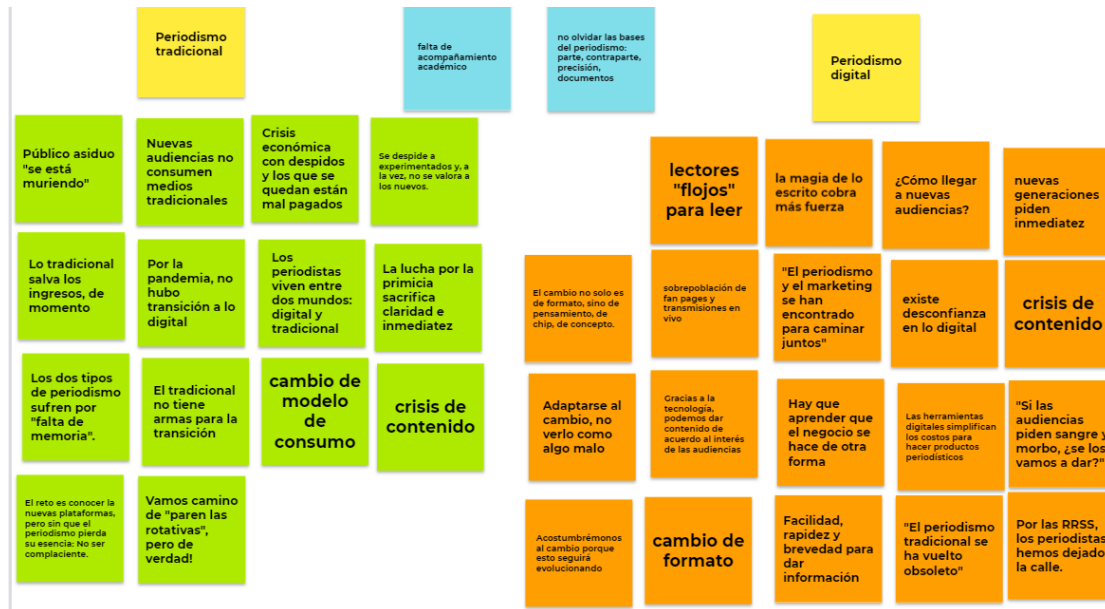 Periodismo
tradicional
falta de
acompañamiento
académico
no olvidar las bases
del periodismo:
parte, contraparte,
precisión,
documentos
Periodismo
digital
Público asiduo
"se está
muriendo"
Nuevas
audiencias no
consumen
medios
tradicionales
Crisis
económica
con despidos
y los que se
quedan están
mal pagados
Se despide a
experimentados y, a
la vez, no se valora a
los nuevos.
Lo tradicional
salva los
ingresos, de
momento
Por la
pandemia, no
hubo
transición a lo
digital
Los
periodistas
viven entre
dos mundos:
digital y
tradicional
La lucha por la
primicia
sacrifica
claridad e
inmediatez
Los dos tipos
de periodismo
sufren por
"falta de
memoria".
El tradicional
no tiene
armas para la
transición
cambio de
modelo
de
consumo
crisis de
contenido
El reto es conocer la
nuevas plataformas,
pero sin que el
periodismo pierda
su esencia: No ser
complaciente.
Vamos camino
de "paren las
rotativas",
pero de
verdad!
lectores
"flojos"
para leer
la magia de lo
escrito cobra
más fuerza
¿Cómo llegar
a nuevas
audiencias?
nuevas
generaciones
piden
inmediatez
El cambio no solo es
de formato, sino de
pensamiento, de
chip, de concepto.
sobrepoblación de
fan pages y
transmisiones en
vivo
"El periodismo
y el marketing
se han
encontrado
para caminar
juntos"
existe
desconfianza
en lo digital
crisis de
contenido
Adaptarse al
cambio, no
verlo como
algo malo
Gracias a la
tecnología,
podemos dar
contenido de
acuerdo al interés
de las audiencias
Hay que
aprender que
el negocio se
hace de otra
forma
Las herramientas
digitales simplifican
los costos para
hacer productos
periodísticos
"Si las
audiencias
piden sangre y
morbo, ¿se los
vamos a dar?"
Acostumbrémonos
al cambio porque
esto seguirá
evolucionando
cambio de
formato
Facilidad,
rapidez y
brevedad para
dar
información
"El periodismo
tradicional se
ha vuelto
obsoleto"
Por las RRSS,
los periodistas
hemos dejado
la calle.